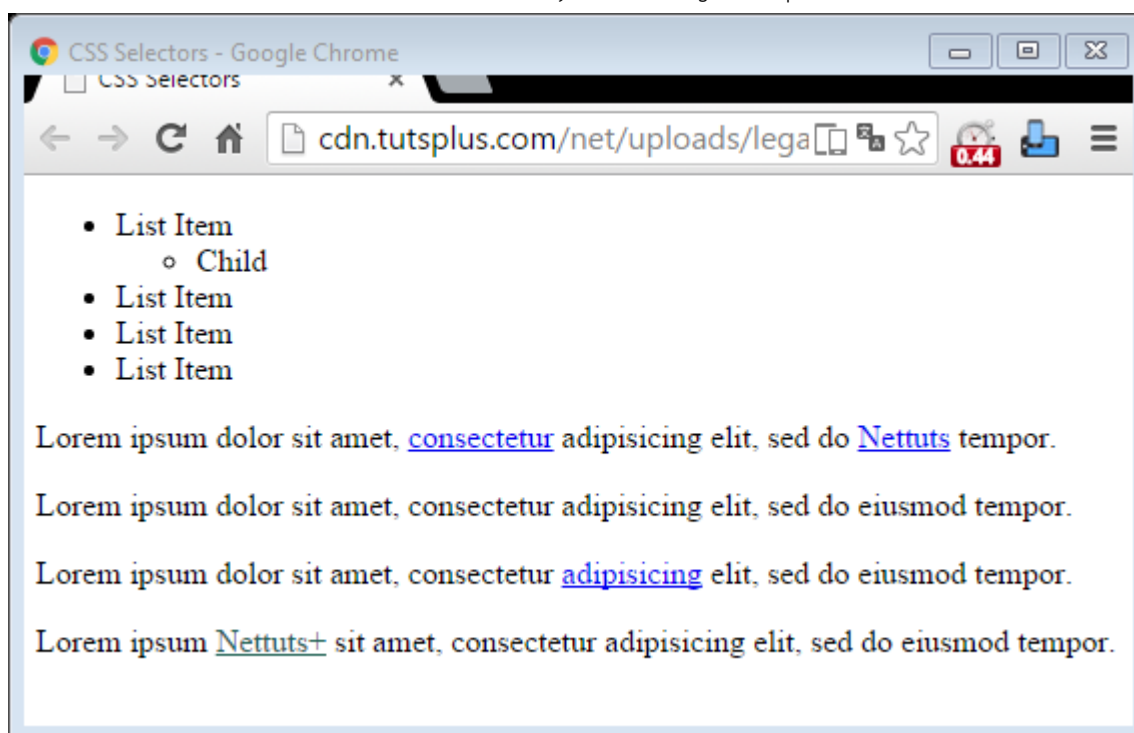 CSS Selectors - Google Chrome
CSS Selectors
cdn.tutsplus.com/net/uploads/lega
0.44
List Item
Child
List Item
List Item
List Item
Lorem ipsum dolor sit amet, consectetur adipisicing elit, sed do Nettuts tempor.
Lorem ipsum dolor sit amet, consectetur adipisicing elit, sed do eiusmod tempor.
Lorem ipsum dolor sit amet, consectetur adipisicing elit, sed do eiusmod tempor.
Lorem ipsum Nettuts+ sit amet, consectetur adipisicing elit, sed do eiusmod tempor.